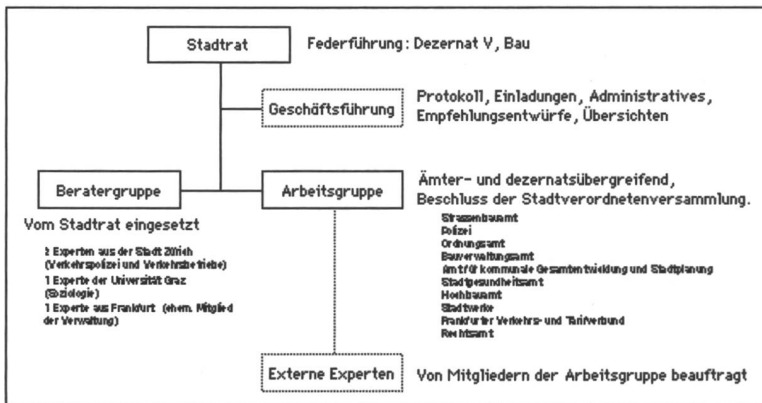 Stadtrat
Federführung: Dezernat V, Bau
Geschäftsführung
Protokoll, Einladungen, Administratives,
Empfehlungsentwürfe, Übersichten
Beratergruppe
Arbeitsgruppe
Ämter- und dezernatsübergreifend,
Beschluss der Stadtverordnetenversammlung.
Vom Stadtrat eingesetzt
2 Experten aus der Stadt Zürich
(Verkehrspolizei und Verkehrsbetriebe)
1 Experte der Universität Graz
(Soziologie)
1 Experte aus Frankfurt (ehem. Mitglied
der Verwaltung)
Strassenbauamt
Polizei
Ordnungsamt
Bauverwaltungsamt
Amt für kommunale Gesamtentwicklung und Stadtplanung
Stadtgesundheitsamt
Hochbauamt
Stadtwerke
Frankfurter Verkehrs- und Tarifverbund
Rechtsamt
Externe Experten
Von Mitgliedern der Arbeitsgruppe beauftragt